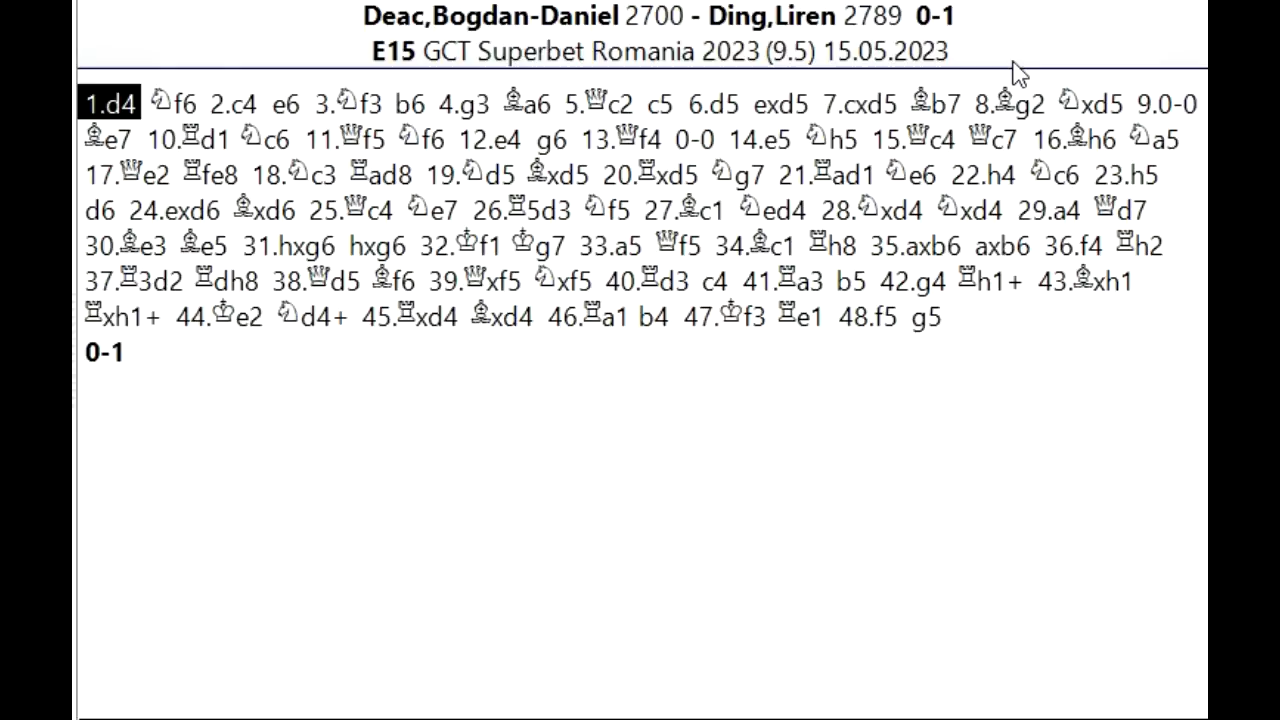 Deac,Bogdan-Daniel 2700 - Ding,Liren 2789 0-1
E15 GCT Superbet Romania 2023 (9.5) 15.05.2023
1.d4 ♘f6 2.c4 e6 3.♘f3 b6 4.g3 ♗a6 5.♕c2 c5 6.d5 exd5 7.cxd5 ♗b7 8.♗g2 ♘xd5 9.0-0
♗e7 10.♖d1 ♘c6 11.♕f5 ♘f6 12.e4 g6 13.♕f4 0-0 14.e5 ♘h5 15.♕c4 ♕c7 16.♗h6 ♘a5
17.♕e2 ♖fe8 18.♘c3 ♖ad8 19.♘d5 ♗xd5 20.♖xd5 ♘g7 21.♖ad1 ♘e6 22.h4 ♘c6 23.h5
d6 24.exd6 ♗xd6 25.♕c4 ♘e7 26.♖5d3 ♘f5 27.♗c1 ♘ed4 28.♘xd4 ♘xd4 29.a4 ♕d7
30.♗e3 ♗e5 31.hxg6 hxg6 32.♔f1 ♔g7 33.a5 ♕f5 34.♗c1 ♖h8 35.axb6 axb6 36.f4 ♖h2
37.♖3d2 ♖dh8 38.♕d5 ♗f6 39.♕xf5 ♘xf5 40.♖d3 c4 41.♖a3 b5 42.g4 ♖h1+ 43.♗xh1
♖xh1+ 44.♔e2 ♘d4+ 45.♖xd4 ♗xd4 46.♖a1 b4 47.♔f3 ♖e1 48.f5 g5
0-1